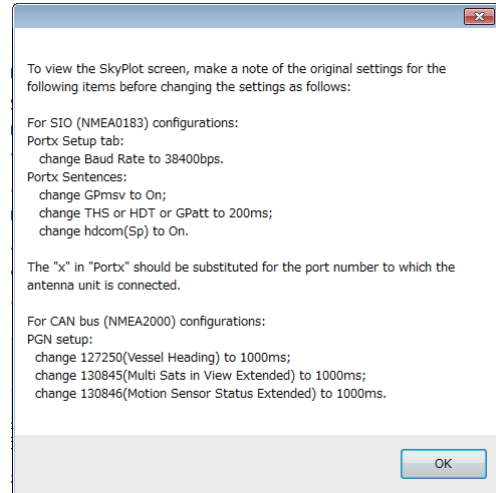 To view the SkyPlot screen, make a note of the original settings for the
following items before changing the settings as follows:
For SIO (NMEA0183) configurations:
Portx Setup tab:
change Baud Rate to 38400bps.
Portx Sentences:
change GPmsv to On;
change THS or HDT or GPatt to 200ms;
change hdcom(Sp) to On.
The "x" in "Portx" should be substituted for the port number to which the
antenna unit is connected.
For CAN bus (NMEA2000) configurations:
PGN setup:
change 127250(Vessel Heading) to 1000ms;
change 130845(Multi Sats in View Extended) to 1000ms;
change 130846(Motion Sensor Status Extended) to 1000ms.
OK